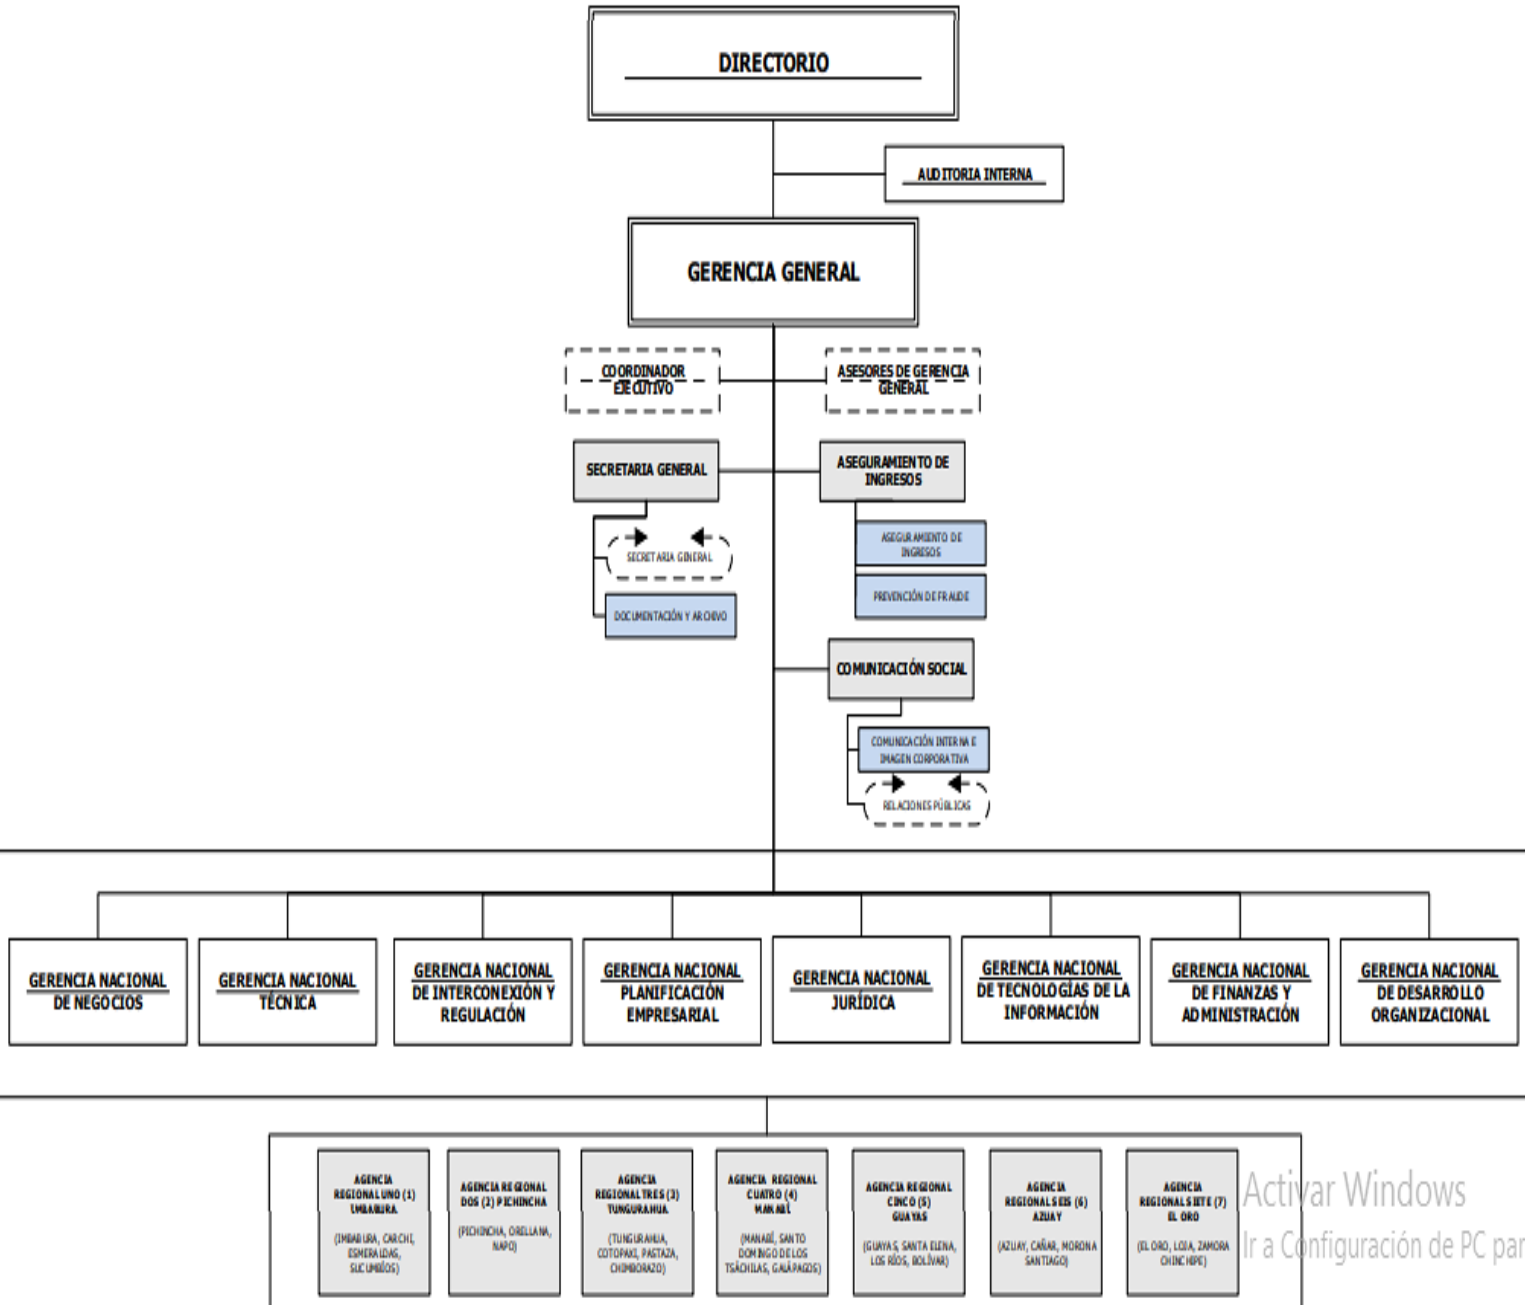 DIRECTORIO
AUDITORIA INTERNA
GERENCIA GENERAL
COORDINADOR
EJECUTIVO
ASESORES DE GERENCIA
GENERAL
SECRETARIA GENERAL
ASEGURAMIENTO DE
INGRESOS
SECRETARIA GENERAL
DOCUMENTACIÓN Y ARCHIVO
ASEGURAMIENTO DE
INGRESOS
PREVENCIÓN DE FRAUDE
COMUNICACIÓN SOCIAL
COMUNICACIÓN INTERNA E
IMAGEN CORPORATIVA
RELACIONES PÚBLICAS
GERENCIA NACIONAL
DE NEGOCIOS
GERENCIA NACIONAL
TÉCNICA
GERENCIA NACIONAL
DE INTERCONEXIÓN Y
REGULACIÓN
GERENCIA NACIONAL
PLANIFICACIÓN
EMPRESARIAL
GERENCIA NACIONAL
JURÍDICA
GERENCIA NACIONAL
DE TECNOLOGÍAS DE LA
INFORMACIÓN
GERENCIA NACIONAL
DE FINANZAS Y
ADMINISTRACIÓN
GERENCIA NACIONAL
DE DESARROLLO
ORGANIZACIONAL
AGENCIA
REGIONAL UNO (1)
IMBABURA
(IMBABURA, CARCHI,
ESMERALDAS,
SUCUMBÍOS)
AGENCIA REGIONAL
DOS (2) PICHINCHA
(PICHINCHA, ORELLANA,
NAPO)
AGENCIA
REGIONAL TRES (3)
TUNGURAHUA
(TUNGURAHUA,
COTOPAXI, PASTAZA,
CHIMBORAZO)
AGENCIA REGIONAL
CUATRO (4)
MANABÍ
(MANABÍ, SANTO
DOMINGO DE LOS
TSÁCHILAS, GALÁPAGOS)
AGENCIA REGIONAL
CINCO (5)
GUAYAS
(GUAYAS, SANTA ELENA,
LOS RÍOS, BOLÍVAR)
AGENCIA
REGIONAL SEIS (6)
AZUAY
(AZUAY, CAÑAR, MORONA
SANTIAGO)
AGENCIA
REGIONAL SIETE (7)
EL ORO
(EL ORO, LOJA, ZAMORA
CHINCHIPE)
Activar Windows
Ir a Configuración de PC par